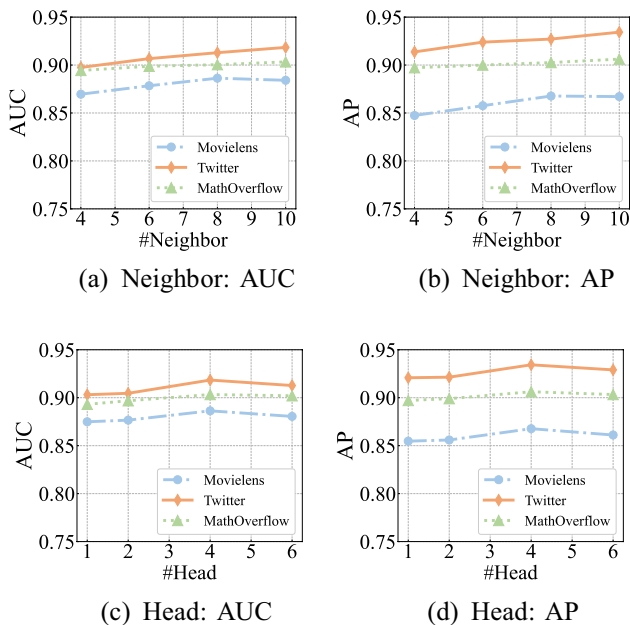 0.95
0.90
0.85
0.80
0.75
AUC
Movielens
Twitter
MathOverflow
4 5 6 7 8 9 10
#Neighbor
(a) Neighbor: AUC
0.95
0.90
0.85
0.80
0.75
AP
Movielens
Twitter
MathOverflow
4 5 6 7 8 9 10
#Neighbor
(b) Neighbor: AP
0.95
0.90
0.85
0.80
0.75
AUC
Movielens
Twitter
MathOverflow
1 2 3 4 5 6
#Head
(c) Head: AUC
0.95
0.90
0.85
0.80
0.75
AP
Movielens
Twitter
MathOverflow
1 2 3 4 5 6
#Head
(d) Head: AP